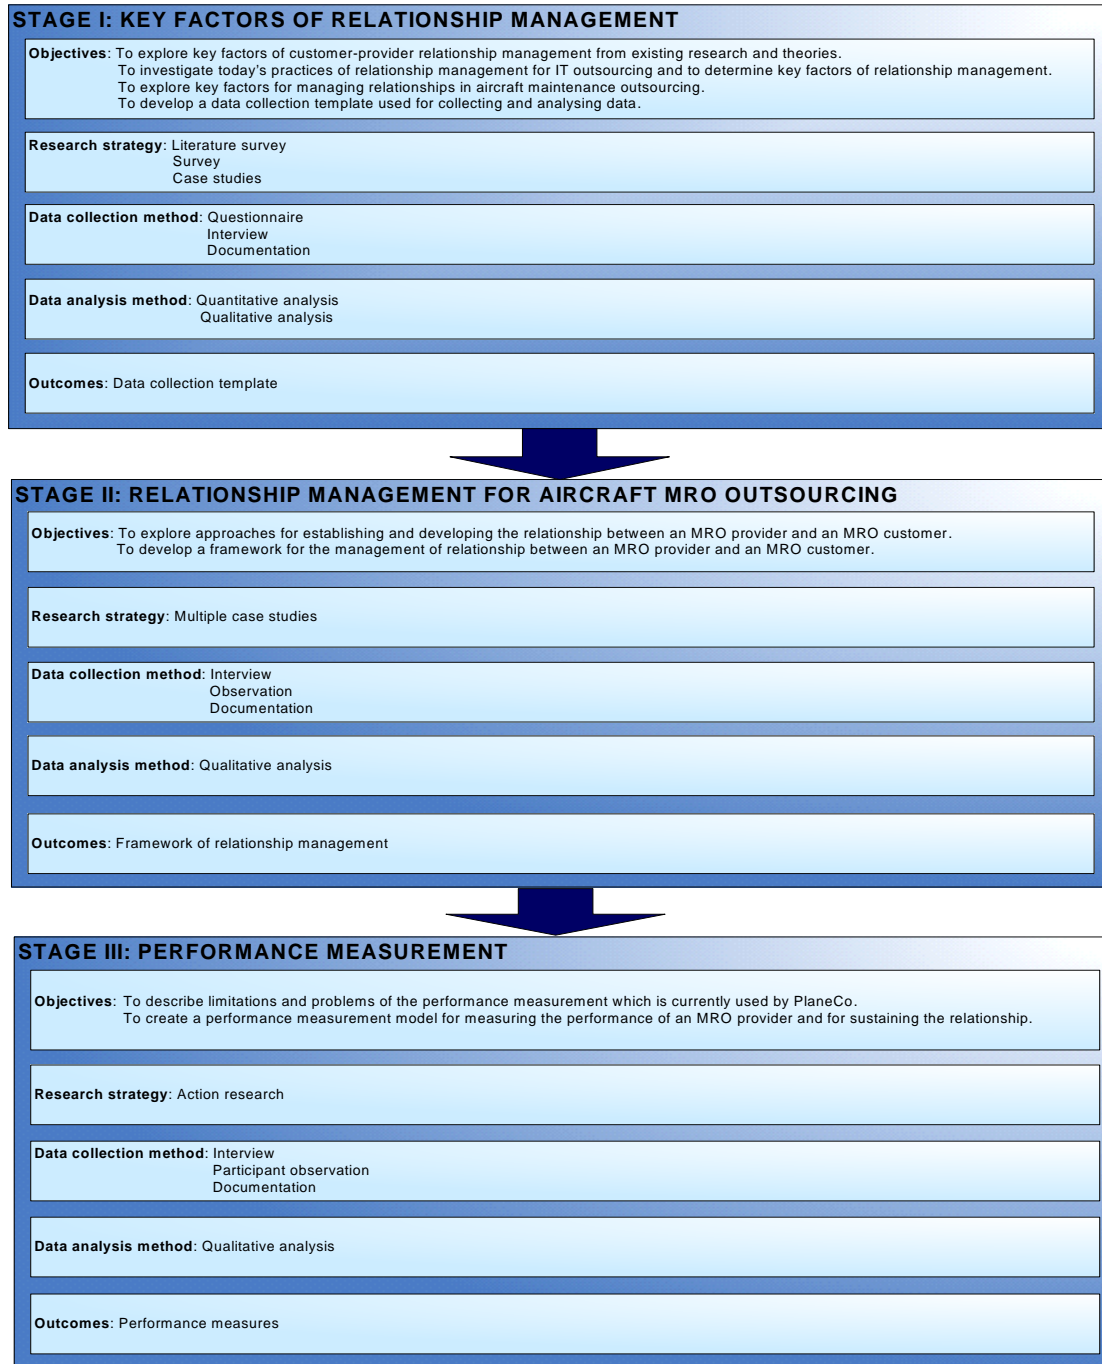 STAGE I: KEY FACTORS OF RELATIONSHIP MANAGEMENT
Objectives: To explore key factors of customer-provider relationship management from existing research and theories.
To investigate today's practices of relationship management for IT outsourcing and to determine key factors of relationship management.
To explore key factors for managing relationships in aircraft maintenance outsourcing.
To develop a data collection template used for collecting and analysing data.
Research strategy: Literature survey
Survey
Case studies
Data collection method: Questionnaire
Interview
Documentation
Data analysis method: Quantitative analysis
Qualitative analysis
Outcomes: Data collection template
STAGE II: RELATIONSHIP MANAGEMENT FOR AIRCRAFT MRO OUTSOURCING
Objectives: To explore approaches for establishing and developing the relationship between an MRO provider and an MRO customer.
To develop a framework for the management of relationship between an MRO provider and an MRO customer.
Research strategy: Multiple case studies
Data collection method: Interview
Observation
Documentation
Data analysis method: Qualitative analysis
Outcomes: Framework of relationship management
STAGE III: PERFORMANCE MEASUREMENT
Objectives: To describe limitations and problems of the performance measurement which is currently used by PlaneCo.
To create a performance measurement model for measuring the performance of an MRO provider and for sustaining the relationship.
Research strategy: Action research
Data collection method: Interview
Participant observation
Documentation
Data analysis method: Qualitative analysis
Outcomes: Performance measures